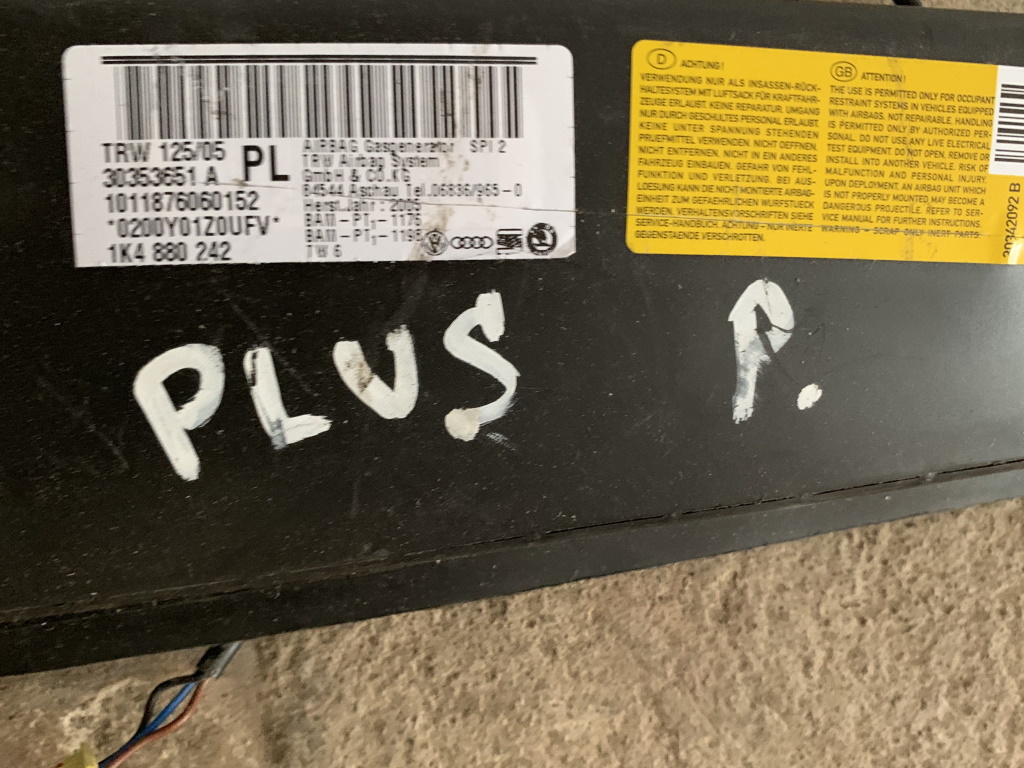 TRW 125/05
30353651 A
PL
1011876060152
*0200Y01Z0UFV*
1K4 880 242
AIRBAG Gasgenerator SPI 2
TRW Airbag System
GmbH & CO.KG
84544 Aschau Tel.08638/965-0
Herst.Jahr: 2005
BAM-PT₁-1176
BAM-PT₁-1196
TW 6
D ACHTUNG!
VERWENDUNG NUR ALS INSASSEN-RÜCK-
HALTESYSTEM MIT LUFTSACK FÜR KRAFTFAHR-
ZEUGE ERLAUBT. KEINE REPARATUR. UMGANG
NUR DURCH GESCHULTES PERSONAL ERLAUBT.
KEINE UNTER SPANNUNG STEHENDEN
PRUEFMITTEL VERWENDEN. NICHT ÖFFNEN.
NICHT ENTFERNEN. NICHT IN EIN ANDERES
FAHRZEUG EINBAUEN. GEFAHR VON FEHL-
FUNKTION UND VERLETZUNG. BEI AUS-
LOESUNG KANN DIE NICHT MONTIERTE AIRBAG-
EINHEIT ZUM GEFAEHRLICHEN WURFSTUECK
WERDEN. VERHALTENSVORSCHRIFTEN SIEHE
SERVICE-HANDBUCH. ACHTUNG - NUR INERTE
GEGENSTAENDE VERSCHROTTEN.
GB ATTENTION!
THE USE IS PERMITTED ONLY FOR OCCUPANT
RESTRAINT SYSTEMS IN VEHICLES EQUIPPED
WITH AIRBAGS. NOT REPAIRABLE. HANDLING
IS PERMITTED ONLY BY AUTHORIZED PER-
SONAL. DO NOT USE ANY LIVE ELECTRICAL
TEST EQUIPMENT. DO NOT OPEN, REMOVE OR
INSTALL INTO ANOTHER VEHICLE. RISK OF
MALFUNCTION AND PERSONAL INJURY.
UPON DEPLOYMENT, AN AIRBAG UNIT WHICH
IS NOT PROPERLY MOUNTED MAY BECOME A
DANGEROUS PROJECTILE. REFER TO SER-
VICE MANUAL FOR FURTHER INSTRUCTIONS.
WARNING - SCRAP ONLY INERT PARTS.
30342092 B
PLUS P.